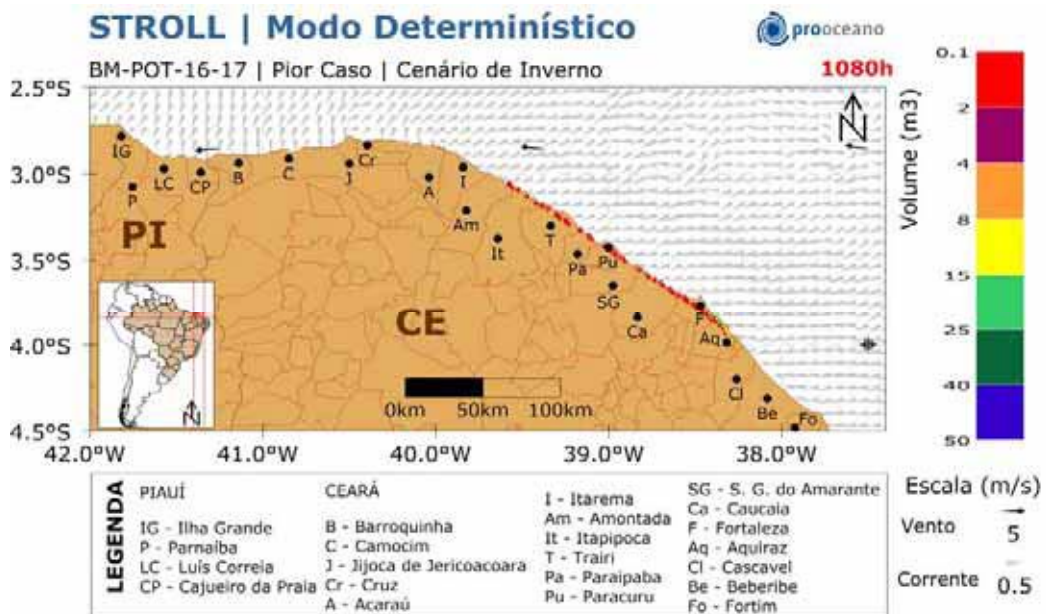 STROLL | Modo Determinístico
prooceano
BM-POT-16-17 | Pior Caso | Cenário de Inverno
1080h
2.5°S
3.0°S
3.5°S
4.0°S
4.5°S
42.0°W
41.0°W
40.0°W
39.0°W
38.0°W
N
IG
P
LC
CP
B
C
J
Cr
A
I
Am
It
T
Pa
Pu
SG
Ca
F
Aq
Cl
Be
Fo
PI
CE
N
0km
50km
100km
Volume (m3)
0.1
2
4
8
15
25
40
50
LEGENDA
PIAUÍ
IG - Ilha Grande
P - Parnaíba
LC - Luís Correia
CP - Cajueiro da Praia
CEARÁ
B - Barroquinha
C - Camocim
J - Jijoca de Jericoacoara
Cr - Cruz
A - Acaraú
I - Itarema
Am - Amontada
It - Itapipoca
T - Trairi
Pa - Paraipaba
Pu - Paracuru
SG - S. G. do Amarante
Ca - Caucaia
F - Fortaleza
Aq - Aquiraz
Cl - Cascavel
Be - Beberibe
Fo - Fortim
Escala (m/s)
Vento
5
Corrente
0.5